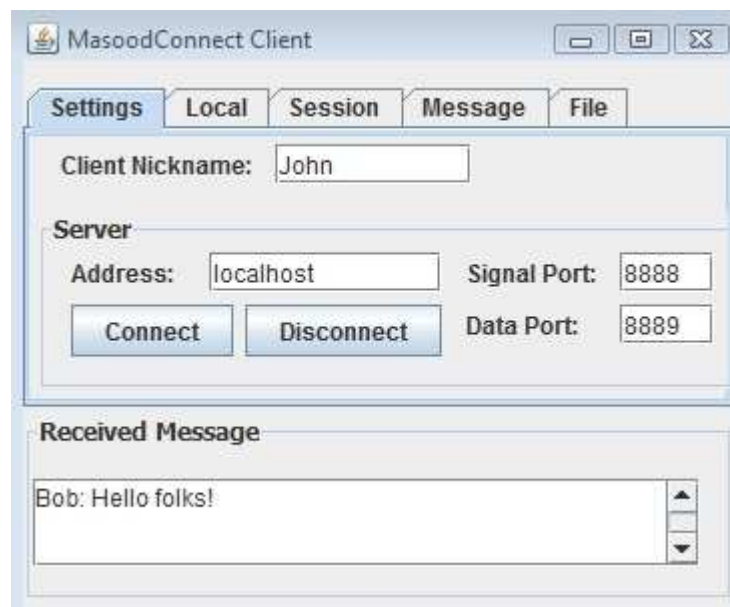 MasoodConnect Client
Settings Local Session Message File
Client Nickname: John
Server
Address: localhost Signal Port: 8888
Connect Disconnect Data Port: 8889
Received Message
Bob: Hello folks!